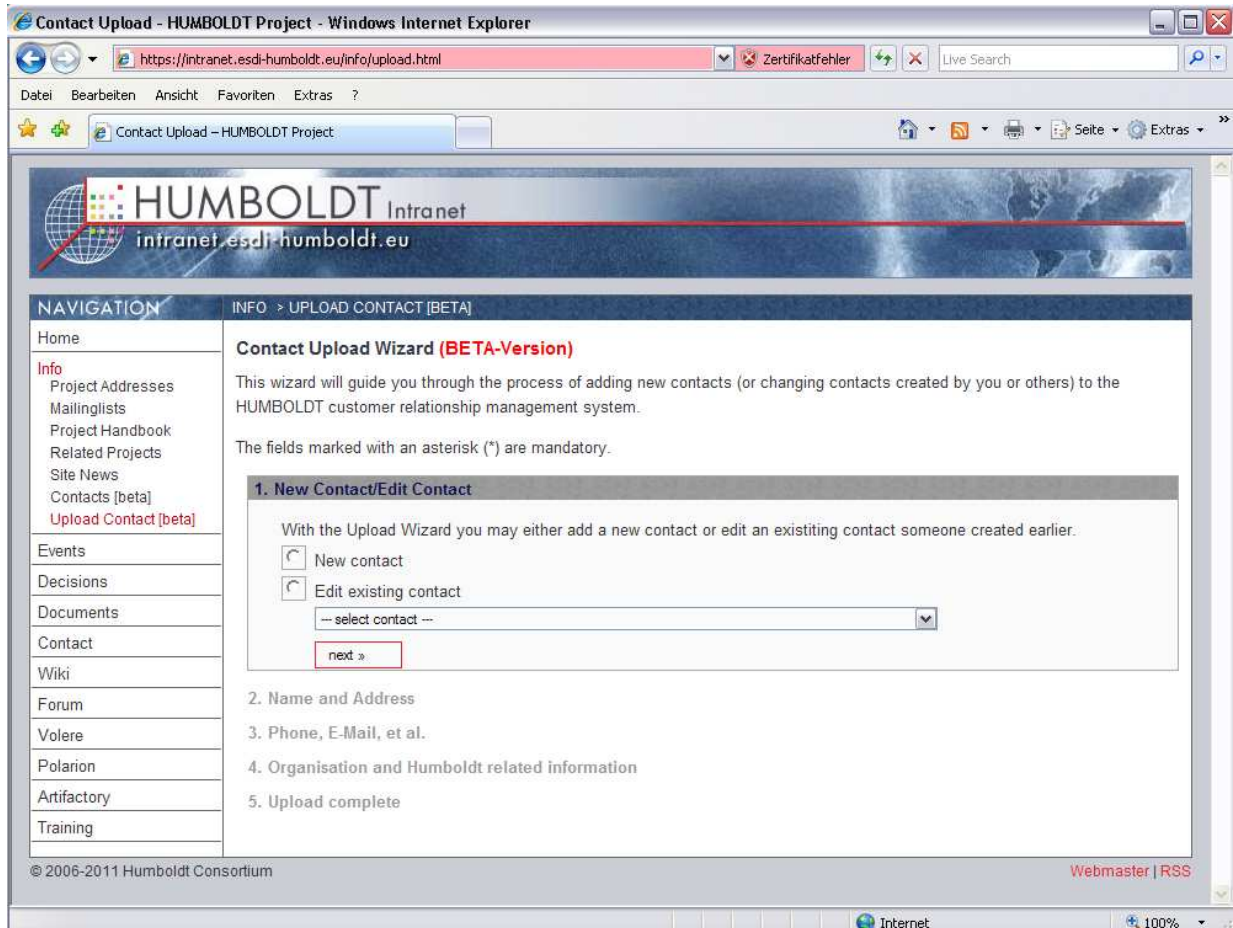 Contact Upload - HUMBOLDT Project - Windows Internet Explorer
https://intranet.esdi-humboldt.eu/info/upload.html
Zertifikatfehler
Live Search
Datei Bearbeiten Ansicht Favoriten Extras ?
Contact Upload – HUMBOLDT Project
Seite
Extras
»
HUMBOLDT Intranet
intranet.esdi-humboldt.eu
NAVIGATION
Home
Info
Project Addresses
Mailinglists
Project Handbook
Related Projects
Site News
Contacts [beta]
Upload Contact [beta]
Events
Decisions
Documents
Contact
Wiki
Forum
Volere
Polarion
Artifactory
Training
INFO > UPLOAD CONTACT [BETA]
Contact Upload Wizard (BETA-Version)
This wizard will guide you through the process of adding new contacts (or changing contacts created by you or others) to the
HUMBOLDT customer relationship management system.
The fields marked with an asterisk (*) are mandatory.
1. New Contact/Edit Contact
With the Upload Wizard you may either add a new contact or edit an existiting contact someone created earlier.
New contact
Edit existing contact
--- select contact ---
next »
2. Name and Address
3. Phone, E-Mail, et al.
4. Organisation and Humboldt related information
5. Upload complete
© 2006-2011 Humboldt Consortium
Webmaster | RSS
Internet
100%